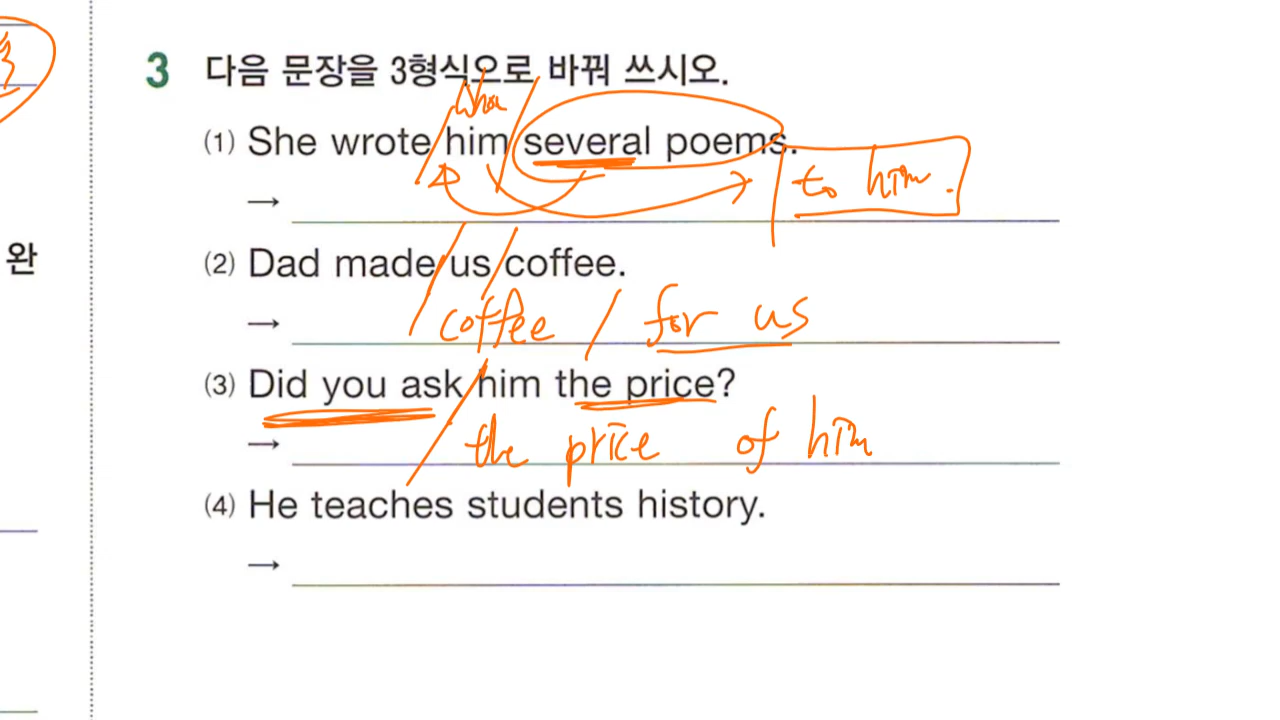 3 다음 문장을 3형식으로 바꿔 쓰시오.
(1) She wrote him several poems.
→ to him.
(2) Dad made us coffee.
→ coffee / for us
(3) Did you ask him the price?
→ the price of him
(4) He teaches students history.
→
완